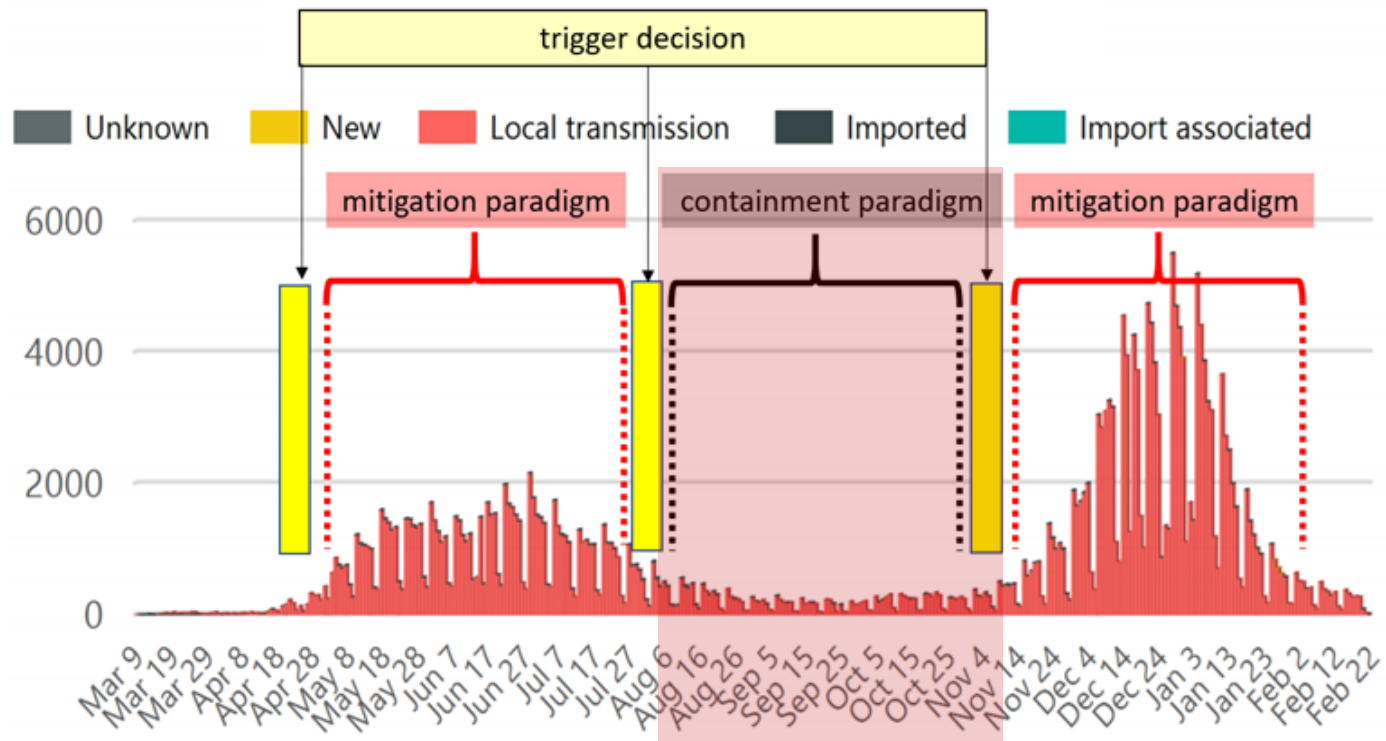 trigger decision
Unknown New Local transmission Imported Import associated
mitigation paradigm containment paradigm mitigation paradigm
6000
4000
2000
0
Mar 9 Mar 19 Mar 29 Apr 8 Apr 18 Apr 28 May 8 May 18 May 28 Jun 7 Jun 17 Jun 27 Jul 7 Jul 17 Jul 27 Aug 6 Aug 16 Aug 26 Sep 5 Sep 15 Sep 25 Oct 5 Oct 15 Oct 25 Nov 4 Nov 14 Nov 24 Dec 4 Dec 14 Dec 24 Jan 3 Jan 13 Jan 23 Feb 2 Feb 12 Feb 22